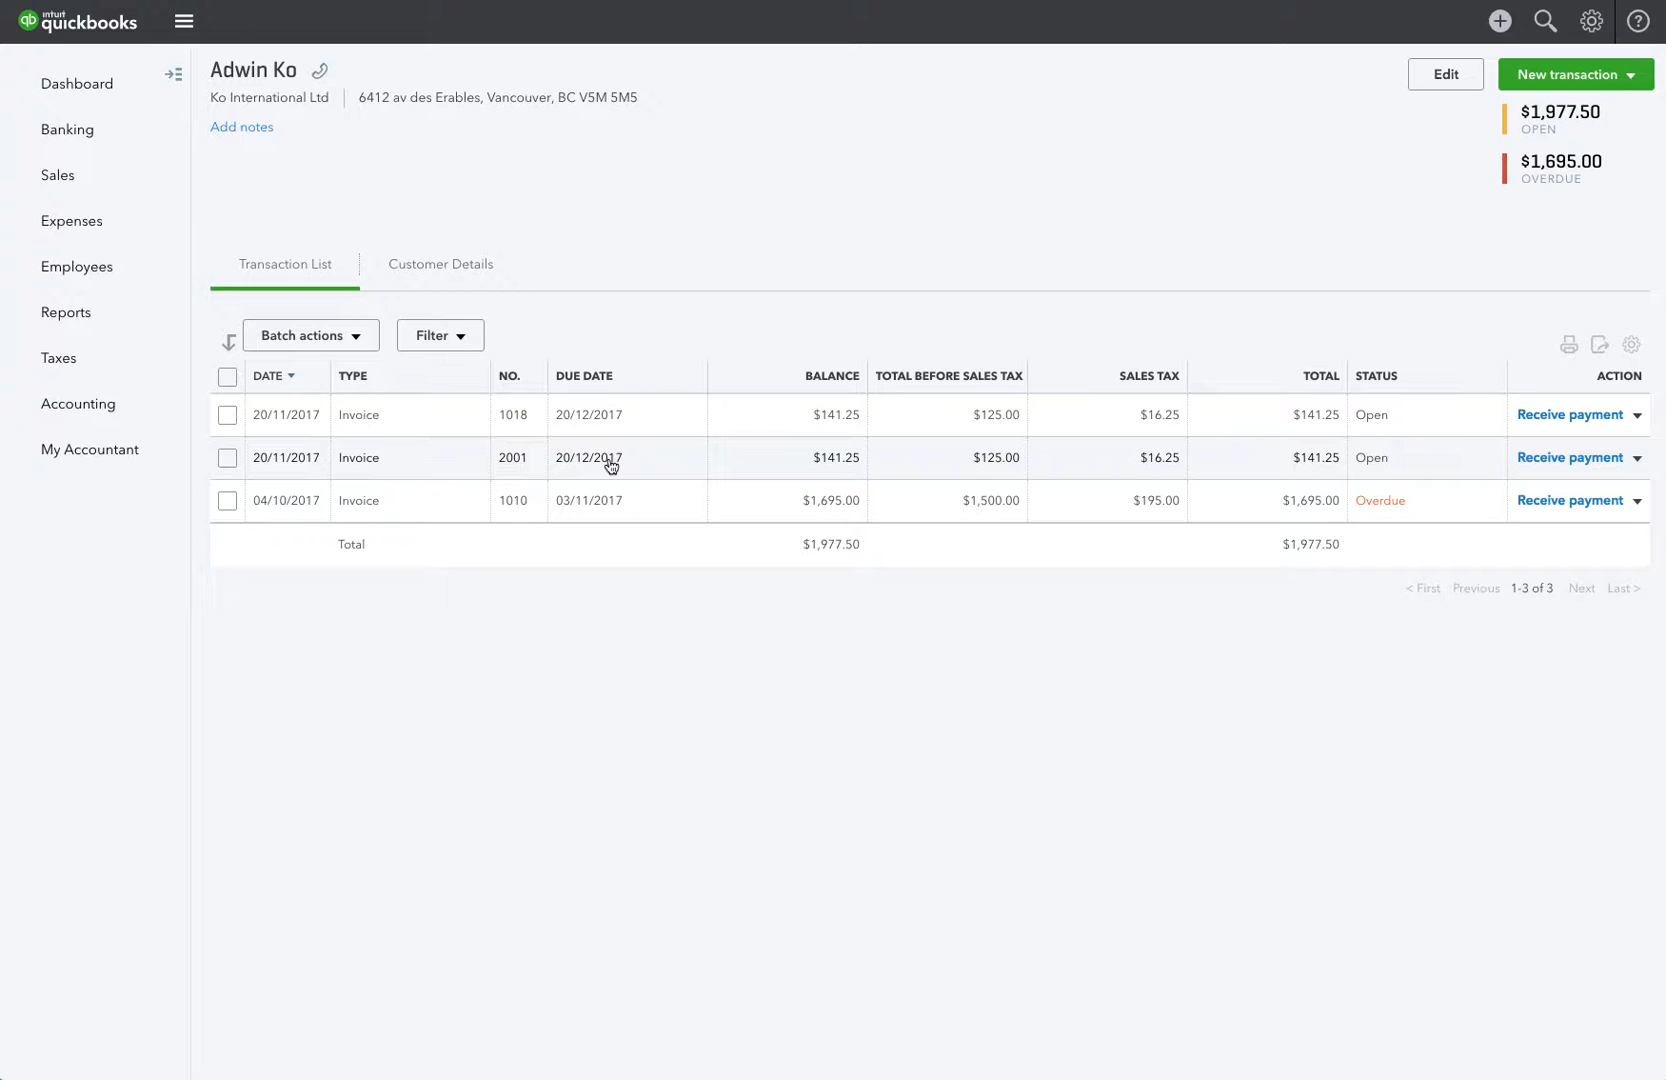 intuit
qb quickbooks
Dashboard
Banking
Sales
Expenses
Employees
Reports
Taxes
Accounting
My Accountant
Adwin Ko
Ko International Ltd 6412 av des Erables, Vancouver, BC V5M 5M5
Add notes
Edit New transaction
$1,977.50
OPEN
$1,695.00
OVERDUE
Transaction List Customer Details
Batch actions Filter
DATE TYPE NO. DUE DATE BALANCE TOTAL BEFORE SALES TAX SALES TAX TOTAL STATUS ACTION
20/11/2017 Invoice 1018 20/12/2017 $141.25 $125.00 $16.25 $141.25 Open Receive payment
20/11/2017 Invoice 2001 20/12/2017 $141.25 $125.00 $16.25 $141.25 Open Receive payment
04/10/2017 Invoice 1010 03/11/2017 $1,695.00 $1,500.00 $195.00 $1,695.00 Overdue Receive payment
Total $1,977.50 $1,977.50
< First Previous 1-3 of 3 Next Last >